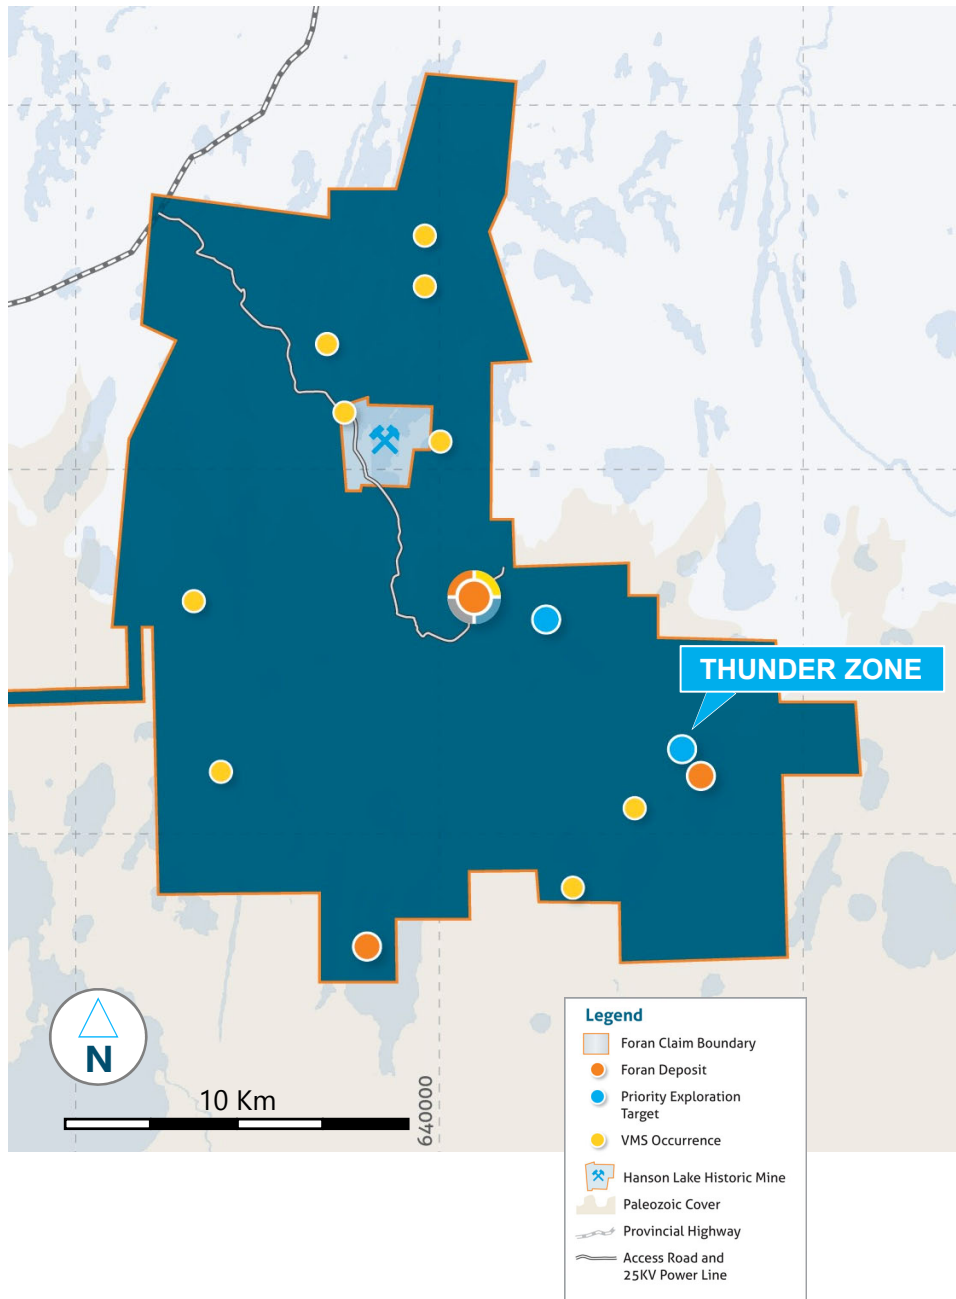 THUNDER ZONE
N
10 Km
640000
Legend
Foran Claim Boundary
Foran Deposit
Priority Exploration
Target
VMS Occurrence
Hanson Lake Historic Mine
Paleozoic Cover
Provincial Highway
Access Road and
25KV Power Line